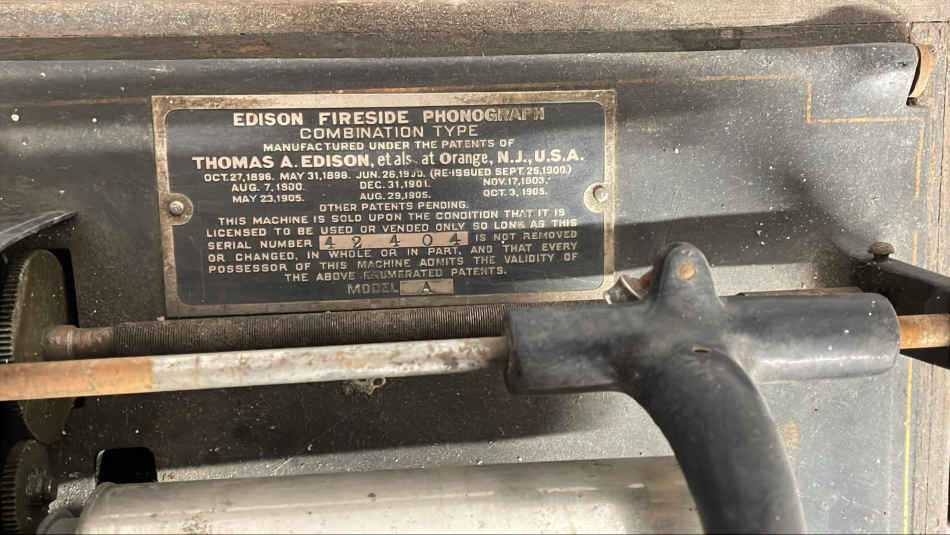 EDISON FIRESIDE PHONOGRAPH
COMBINATION TYPE
MANUFACTURED UNDER THE PATENTS OF
THOMAS A. EDISON, et als. at Orange, N.J., U.S.A.
OCT. 27, 1896. MAY 31, 1898. JUN. 26, 1900. (RE-ISSUED SEPT. 25, 1900.)
AUG. 7, 1900. DEC. 31, 1901. NOV. 17, 1903.
MAY 23, 1905. AUG. 29, 1905. OCT. 3, 1905.
OTHER PATENTS PENDING.
THIS MACHINE IS SOLD UPON THE CONDITION THAT IT IS
LICENSED TO BE USED OR VENDED ONLY SO LONG AS THIS
SERIAL NUMBER 42404 IS NOT REMOVED
OR CHANGED, IN WHOLE OR IN PART, AND THAT EVERY
POSSESSOR OF THIS MACHINE ADMITS THE VALIDITY OF
THE ABOVE ENUMERATED PATENTS.
MODEL A